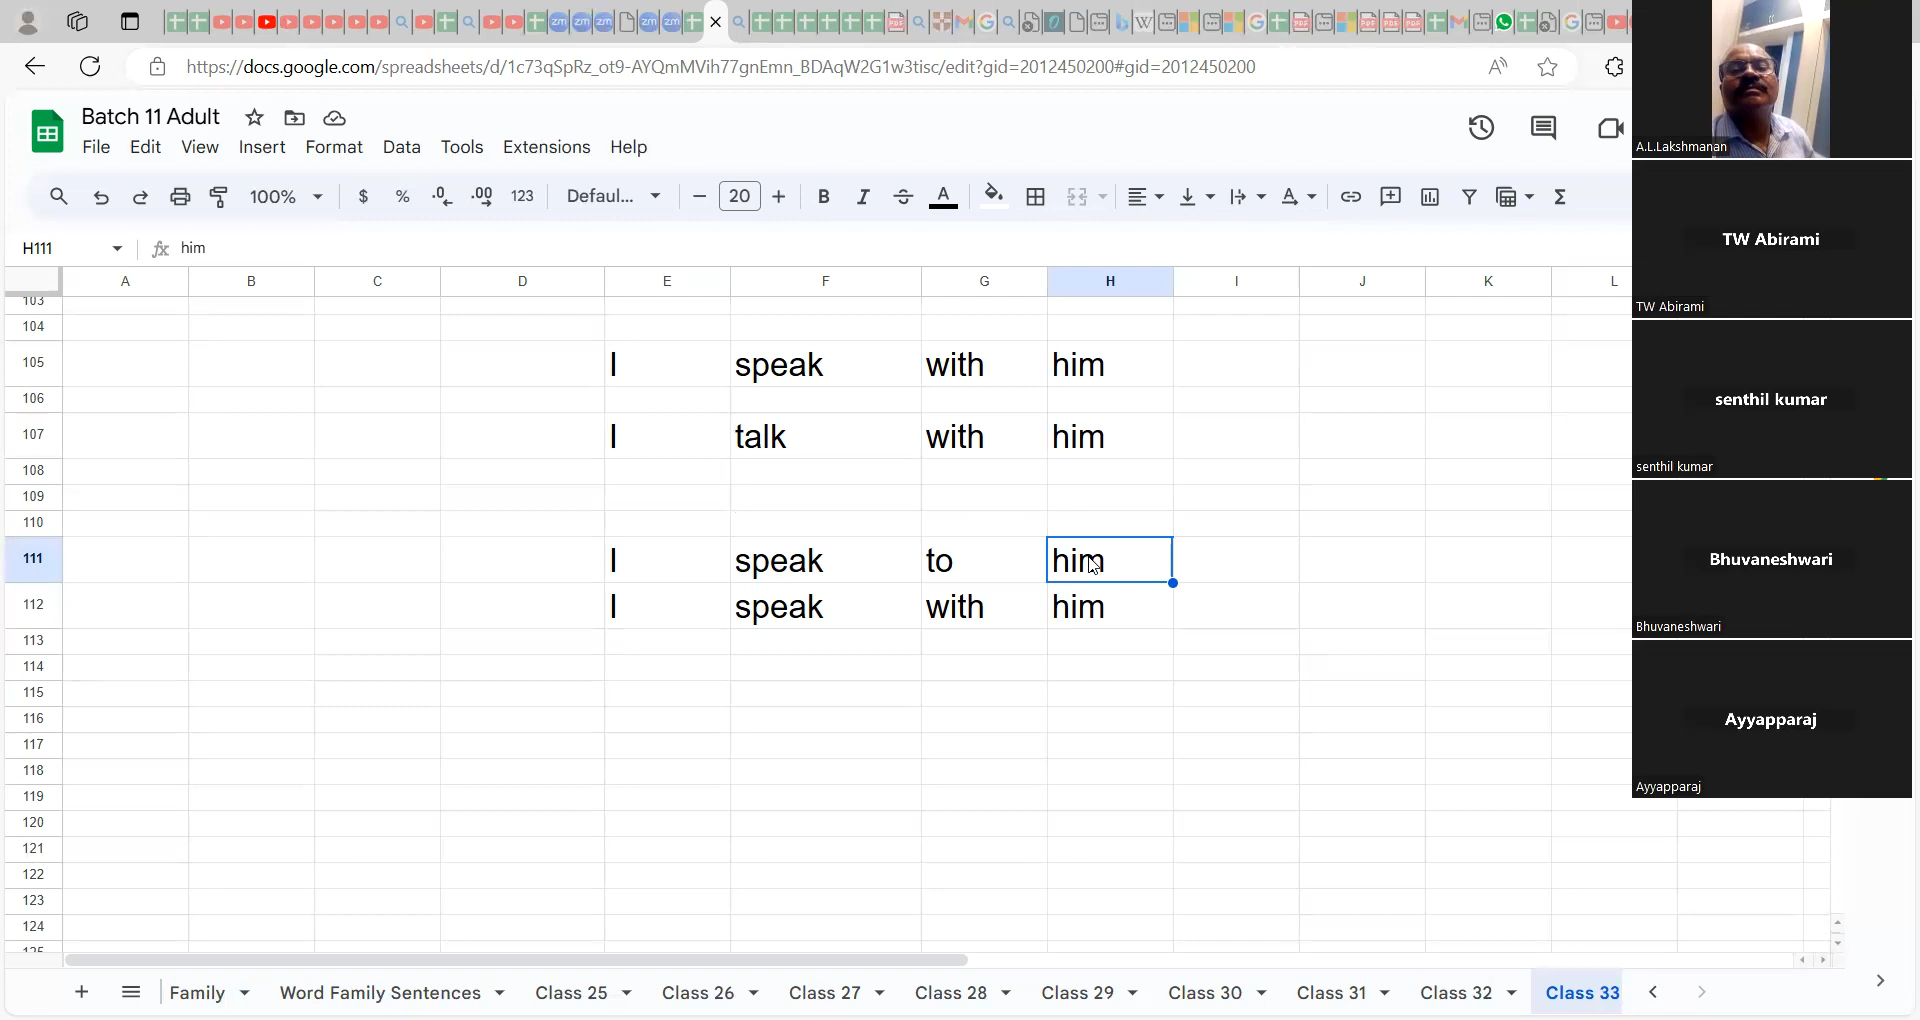 https://docs.google.com/spreadsheets/d/1c73qSpRz_ot9-AYQmMVih77gnEmn_BDAqW2G1w3tisc/edit?gid=2012450200#gid=2012450200
Batch 11 Adult
File Edit View Insert Format Data Tools Extensions Help
100% $ % .0 .00 123 Defaul... 20 B I A
H111 fx him
A B C D E F G H I J K L
103
104
105 I speak with him
106
107 I talk with him
108
109
110
111 I speak to him
112 I speak with him
113
114
115
116
117
118
119
120
121
122
123
124
125
Family Word Family Sentences Class 25 Class 26 Class 27 Class 28 Class 29 Class 30 Class 31 Class 32 Class 33
A.L.Lakshmanan
TW Abirami
TW Abirami
senthil kumar
senthil kumar
Bhuvaneshwari
Bhuvaneshwari
Ayyapparaj
Ayyapparaj